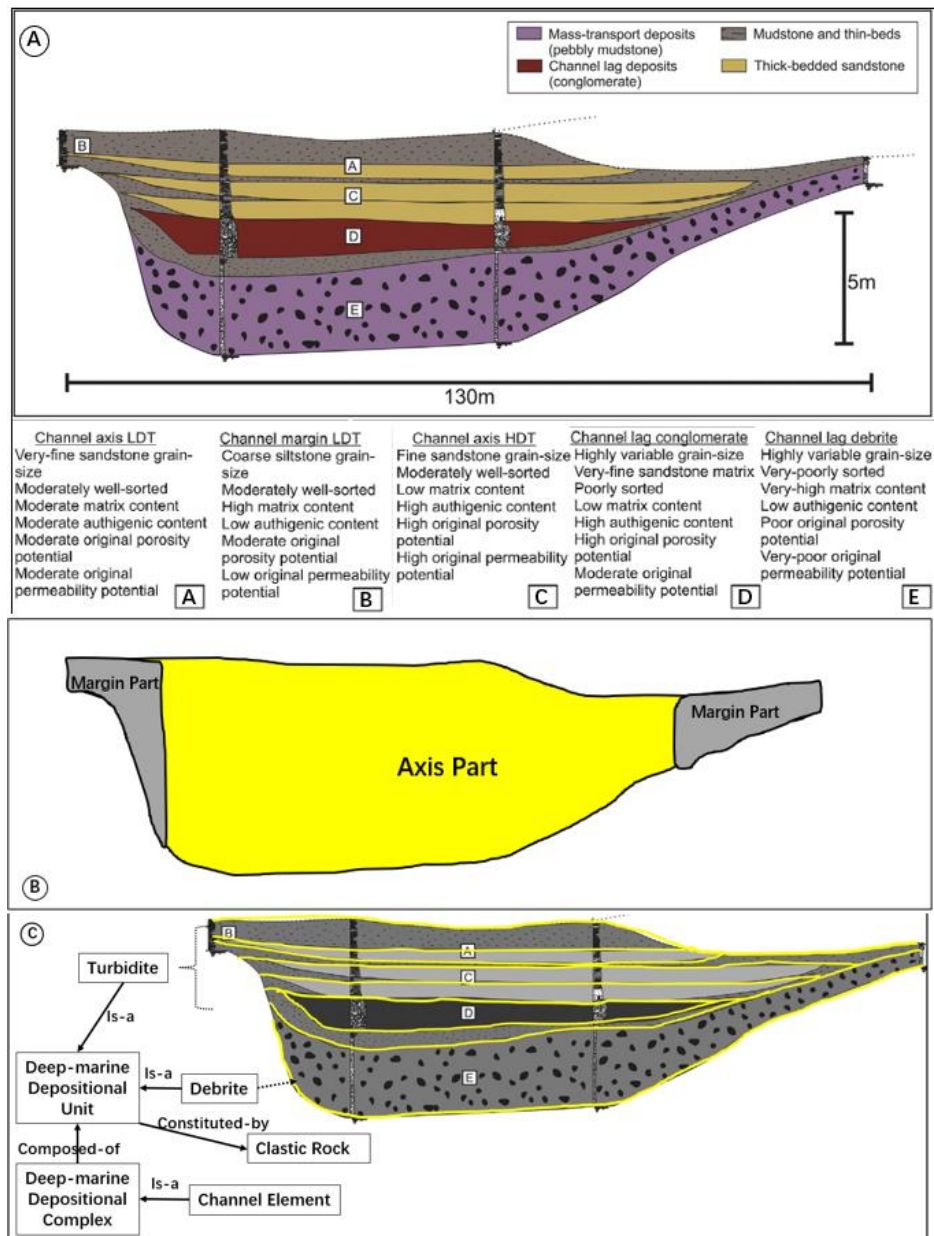 A
Mass-transport deposits
(pebbly mudstone)
Channel lag deposits
(conglomerate)
Mudstone and thin-beds
Thick-bedded sandstone
B
A
C
D
E
5m
130m
Channel axis LDT
Very-fine sandstone grain-
size
Moderately well-sorted
Moderate matrix content
Moderate authigenic content
Moderate original porosity
potential
Moderate original
permeability potential
A
Channel margin LDT
Coarse siltstone grain-
size
Moderately well-sorted
High matrix content
Low authigenic content
Moderate original
porosity potential
Low original permeability
potential
B
Channel axis HDT
Fine sandstone grain-size
Moderately well-sorted
Low matrix content
High authigenic content
High original porosity
potential
High original permeability
potential
C
Channel lag conglomerate
Highly variable grain-size
Very-fine sandstone matrix
Poorly sorted
Low matrix content
High authigenic content
High original porosity
potential
Moderate original
permeability potential
D
Channel lag debrite
Highly variable grain-size
Very-poorly sorted
Very-high matrix content
Low authigenic content
Poor original porosity
potential
Very-poor original
permeability potential
E
Margin Part
Axis Part
Margin Part
B
C
B
A
C
D
E
Turbidite
Is-a
Deep-marine
Depositional
Unit
Is-a
Debrite
Constituted-by
Clastic Rock
Composed-of
Deep-marine
Depositional
Complex
Is-a
Channel Element